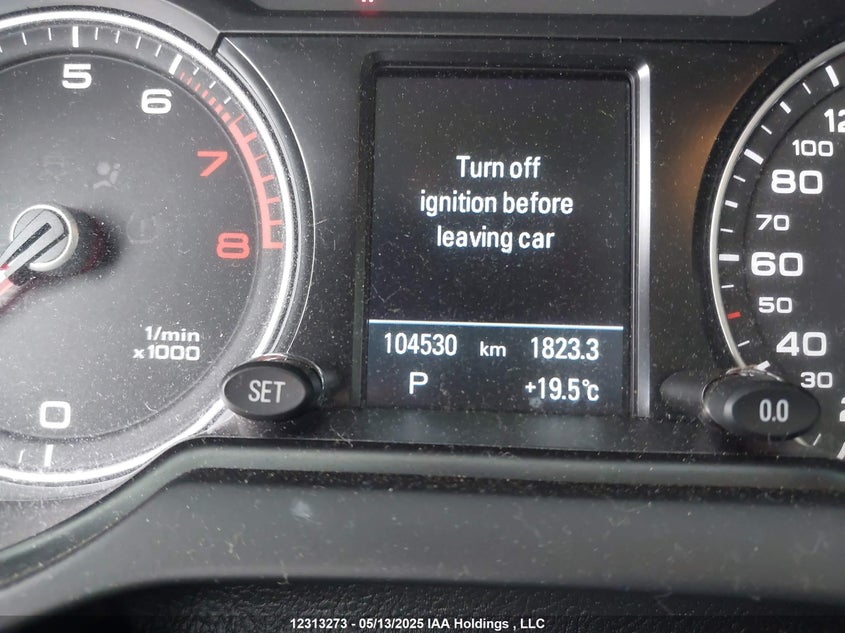 5
6
7
8
1/min
x1000
0
SET
Turn off
ignition before
leaving car
104530 km 1823.3
P +19.5°c
100
80
70
60
50
40
30
0.0
12313273 - 05/13/2025 IAA Holdings , LLC